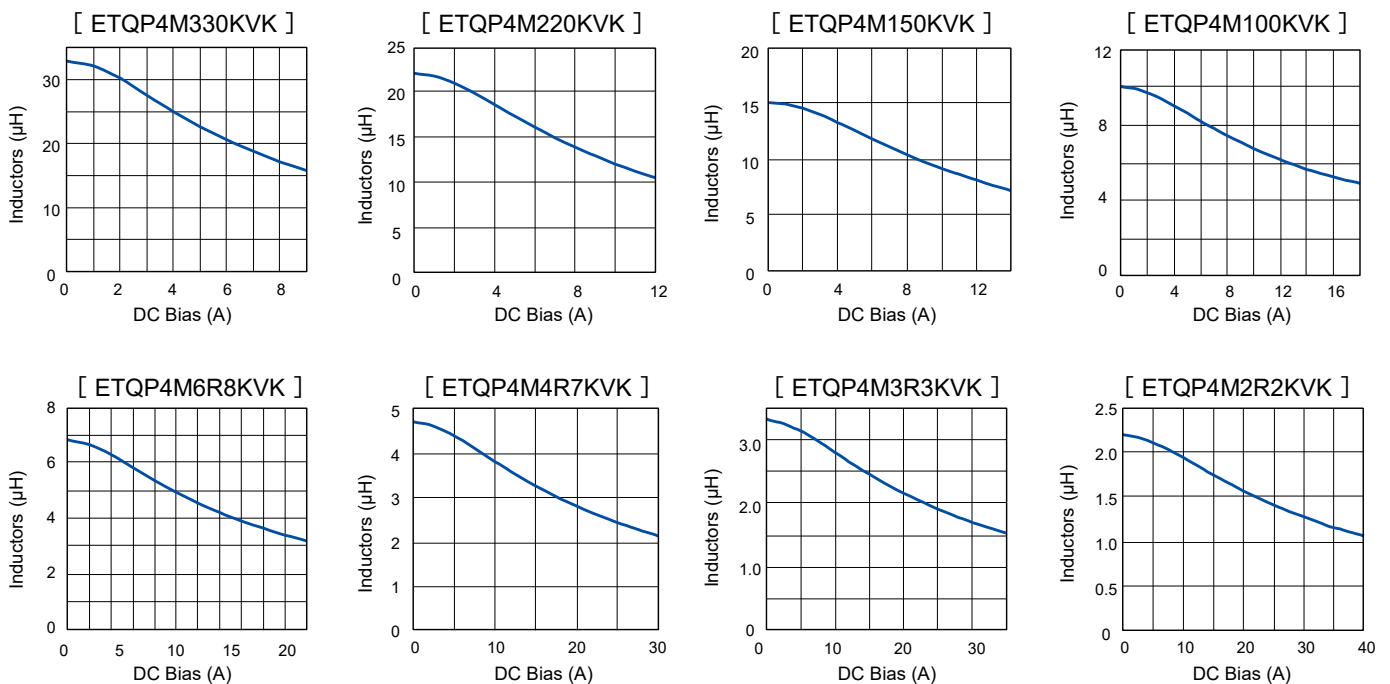 [ ETQP4M330KVK ]
Inductors (µH)
30
20
10
0
0 2 4 6 8
DC Bias (A)
[ ETQP4M220KVK ]
Inductors (µH)
25
20
15
10
5
0
0 4 8 12
DC Bias (A)
[ ETQP4M150KVK ]
Inductors (µH)
20
15
10
5
0
0 4 8 12
DC Bias (A)
[ ETQP4M100KVK ]
Inductors (µH)
12
8
4
0
0 4 8 12 16
DC Bias (A)
[ ETQP4M6R8KVK ]
Inductors (µH)
8
6
4
2
0
0 5 10 15 20
DC Bias (A)
[ ETQP4M4R7KVK ]
Inductors (µH)
5
4
3
2
1
0
0 10 20 30
DC Bias (A)
[ ETQP4M3R3KVK ]
Inductors (µH)
3.0
2.0
1.0
0
0 10 20 30
DC Bias (A)
[ ETQP4M2R2KVK ]
Inductors (µH)
2.5
2.0
1.5
1.0
0.5
0
0 10 20 30 40
DC Bias (A)